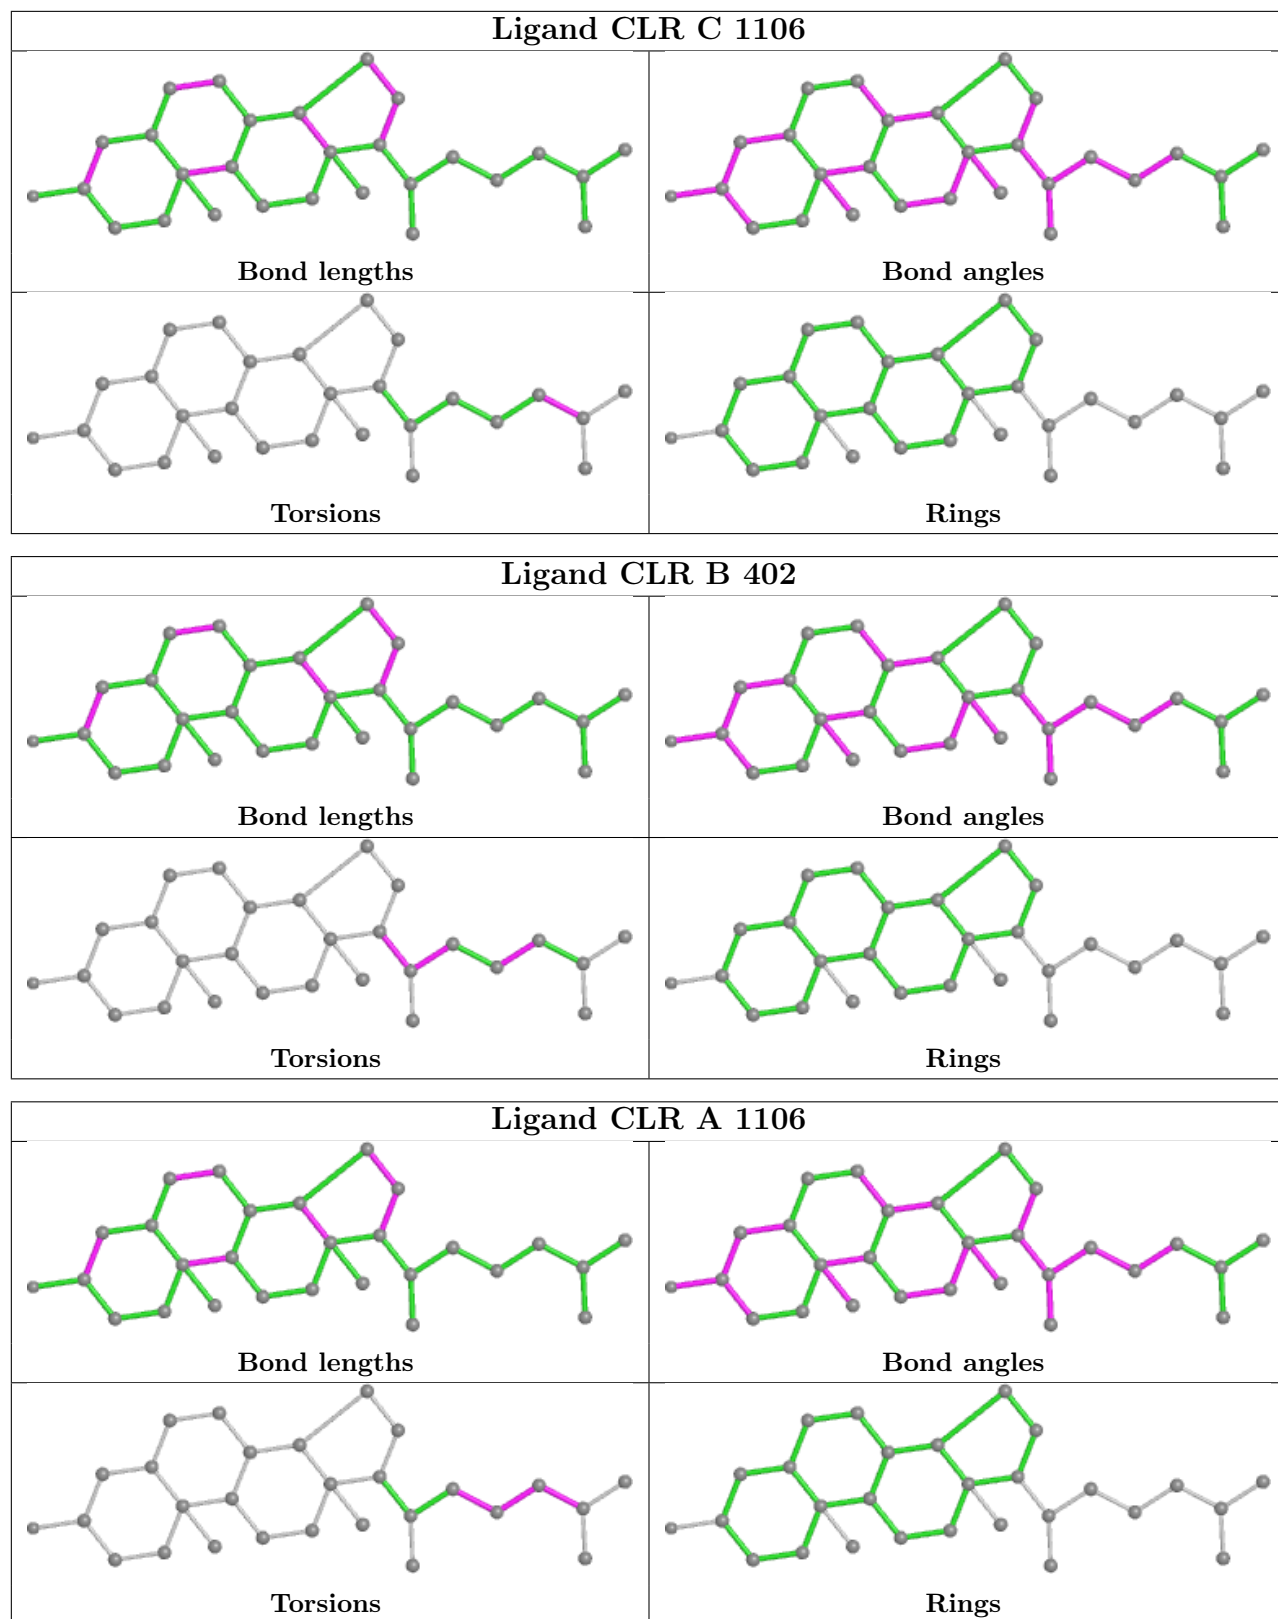 Ligand CLR C 1106
Bond lengths
Bond angles
Torsions
Rings
Ligand CLR B 402
Bond lengths
Bond angles
Torsions
Rings
Ligand CLR A 1106
Bond lengths
Bond angles
Torsions
Rings